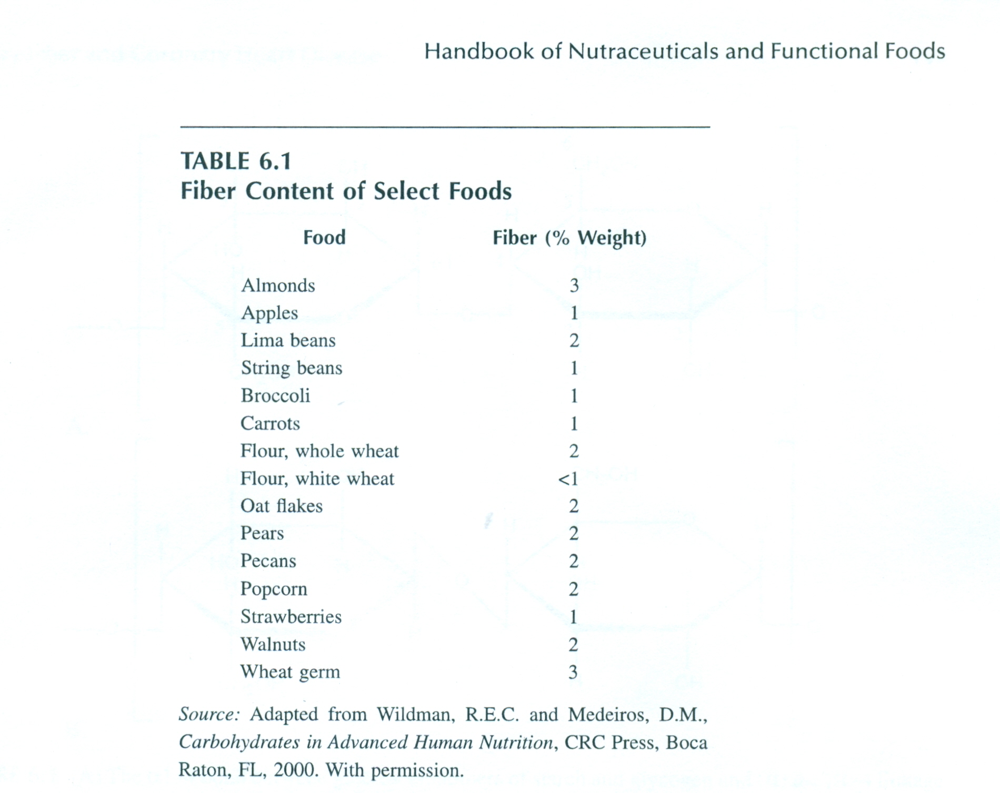 Handbook of Nutraceuticals and Functional Foods
TABLE 6.1
Fiber Content of Select Foods
Food Fiber (% Weight)
Almonds 3
Apples 1
Lima beans 2
String beans 1
Broccoli 1
Carrots 1
Flour, whole wheat 2
Flour, white wheat <1
Oat flakes 2
Pears 2
Pecans 2
Popcorn 2
Strawberries 1
Walnuts 2
Wheat germ 3
Source: Adapted from Wildman, R.E.C. and Medeiros, D.M.,
Carbohydrates in Advanced Human Nutrition, CRC Press, Boca
Raton, FL, 2000. With permission.